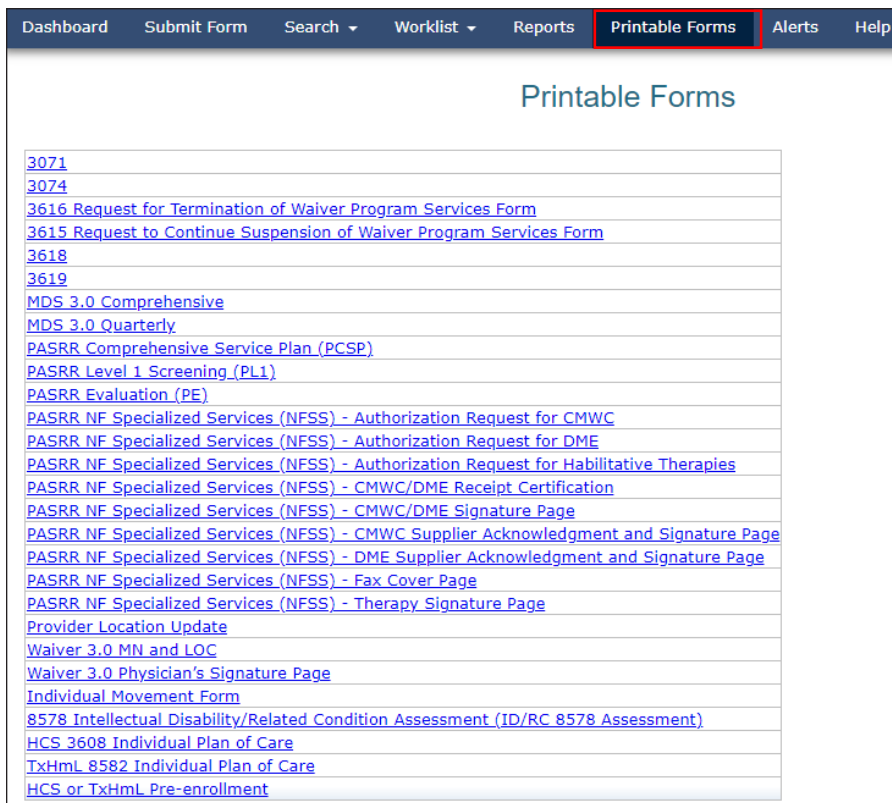 Dashboard Submit Form Search Worklist Reports Printable Forms Alerts Help
Printable Forms
3071
3074
3616 Request for Termination of Waiver Program Services Form
3615 Request to Continue Suspension of Waiver Program Services Form
3618
3619
MDS 3.0 Comprehensive
MDS 3.0 Quarterly
PASRR Comprehensive Service Plan (PCSP)
PASRR Level 1 Screening (PL1)
PASRR Evaluation (PE)
PASRR NF Specialized Services (NFSS) - Authorization Request for CMWC
PASRR NF Specialized Services (NFSS) - Authorization Request for DME
PASRR NF Specialized Services (NFSS) - Authorization Request for Habilitative Therapies
PASRR NF Specialized Services (NFSS) - CMWC/DME Receipt Certification
PASRR NF Specialized Services (NFSS) - CMWC/DME Signature Page
PASRR NF Specialized Services (NFSS) - CMWC Supplier Acknowledgment and Signature Page
PASRR NF Specialized Services (NFSS) - DME Supplier Acknowledgment and Signature Page
PASRR NF Specialized Services (NFSS) - Fax Cover Page
PASRR NF Specialized Services (NFSS) - Therapy Signature Page
Provider Location Update
Waiver 3.0 MN and LOC
Waiver 3.0 Physician's Signature Page
Individual Movement Form
8578 Intellectual Disability/Related Condition Assessment (ID/RC 8578 Assessment)
HCS 3608 Individual Plan of Care
TxHmL 8582 Individual Plan of Care
HCS or TxHmL Pre-enrollment